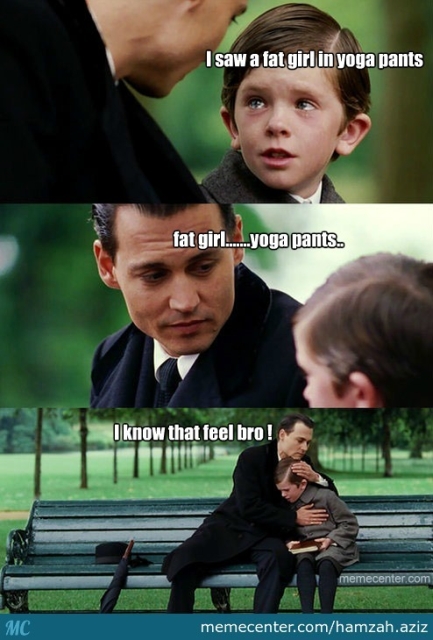 I saw a fat girl in yoga pants
fat girl.......yoga pants..
I know that feel bro !
memecenter.com
MC
memecenter.com/hamzah.aziz